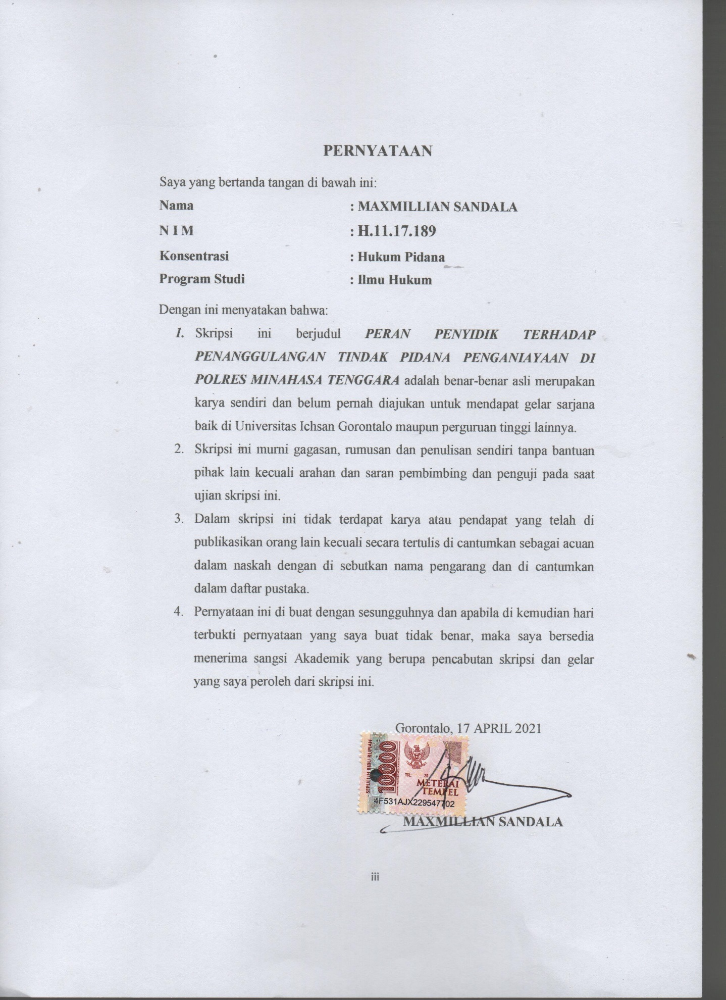 PERNYATAAN
Saya yang bertanda tangan di bawah ini:
Nama : MAXMILLIAN SANDALA
N I M : H.11.17.189
Konsentrasi : Hukum Pidana
Program Studi : Ilmu Hukum
Dengan ini menyatakan bahwa:
1. Skripsi ini berjudul PERAN PENYIDIK TERHADAP
PENANGGULANGAN TINDAK PIDANA PENGANIAYAAN DI
POLRES MINAHASA TENGGARA adalah benar-benar asli merupakan
karya sendiri dan belum pernah diajukan untuk mendapat gelar sarjana
baik di Universitas Ichsan Gorontalo maupun perguruan tinggi lainnya.
2. Skripsi ini murni gagasan, rumusan dan penulisan sendiri tanpa bantuan
pihak lain kecuali arahan dan saran pembimbing dan penguji pada saat
ujian skripsi ini.
3. Dalam skripsi ini tidak terdapat karya atau pendapat yang telah di
publikasikan orang lain kecuali secara tertulis di cantumkan sebagai acuan
dalam naskah dengan di sebutkan nama pengarang dan di cantumkan
dalam daftar pustaka.
4. Pernyataan ini di buat dengan sesungguhnya dan apabila di kemudian hari
terbukti pernyataan yang saya buat tidak benar, maka saya bersedia
menerima sangsi Akademik yang berupa pencabutan skripsi dan gelar
yang saya peroleh dari skripsi ini.
Gorontalo, 17 APRIL 2021
SEPULUH RIBU RUPIAH
10000
TGL. 20
METERAI
TEMPEL
4F531AJX229547702
MAXMILLIAN SANDALA
iii